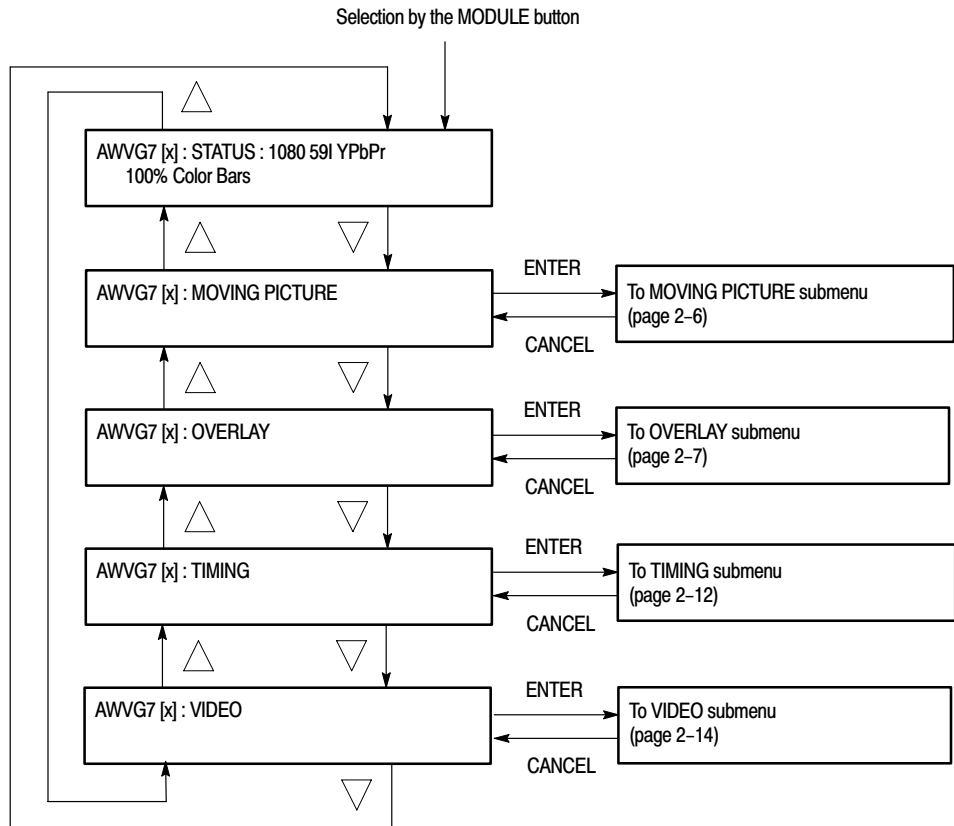 Selection by the MODULE button
AWVG7 [x] : STATUS : 1080 59I YPbPr
100% Color Bars
AWVG7 [x] : MOVING PICTURE
ENTER
CANCEL
To MOVING PICTURE submenu
(page 2–6)
AWVG7 [x] : OVERLAY
ENTER
CANCEL
To OVERLAY submenu
(page 2–7)
AWVG7 [x] : TIMING
ENTER
CANCEL
To TIMING submenu
(page 2–12)
AWVG7 [x] : VIDEO
ENTER
CANCEL
To VIDEO submenu
(page 2–14)